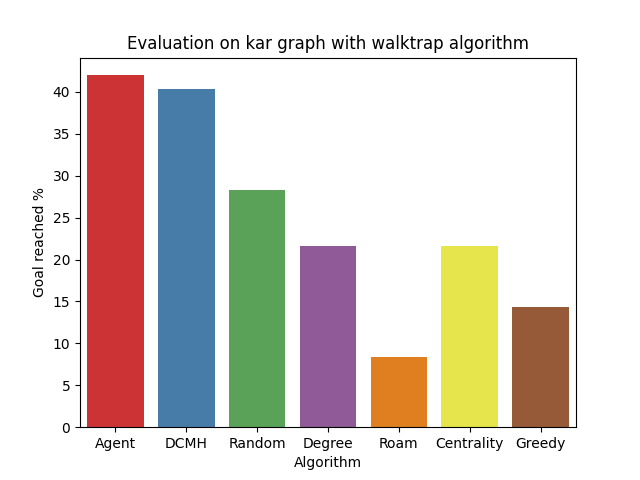 Evaluation on kar graph with walktrap algorithm
Goal reached %
40
35
30
25
20
15
10
5
0
Agent DCMH Random Degree Roam Centrality Greedy
Algorithm